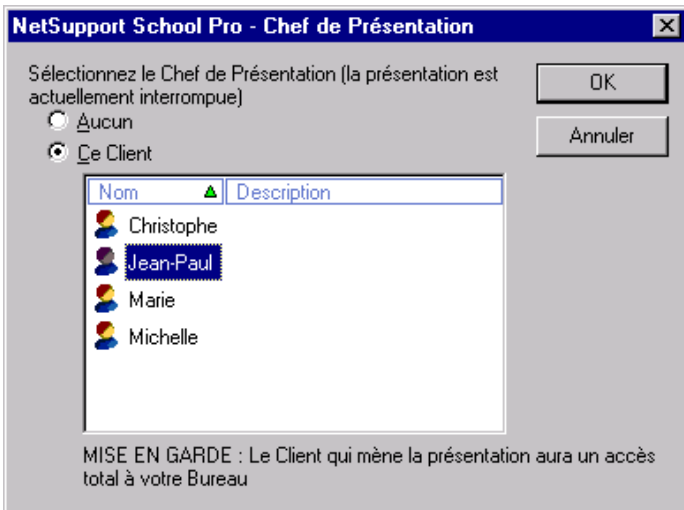 NetSupport School Pro - Chef de Présentation
Sélectionnez le Chef de Présentation (la présentation est
actuellement interrompue)
OK
Aucun
Annuler
Ce Client
Nom Description
Christophe
Jean-Paul
Marie
Michelle
MISE EN GARDE : Le Client qui mène la présentation aura un accès
total à votre Bureau